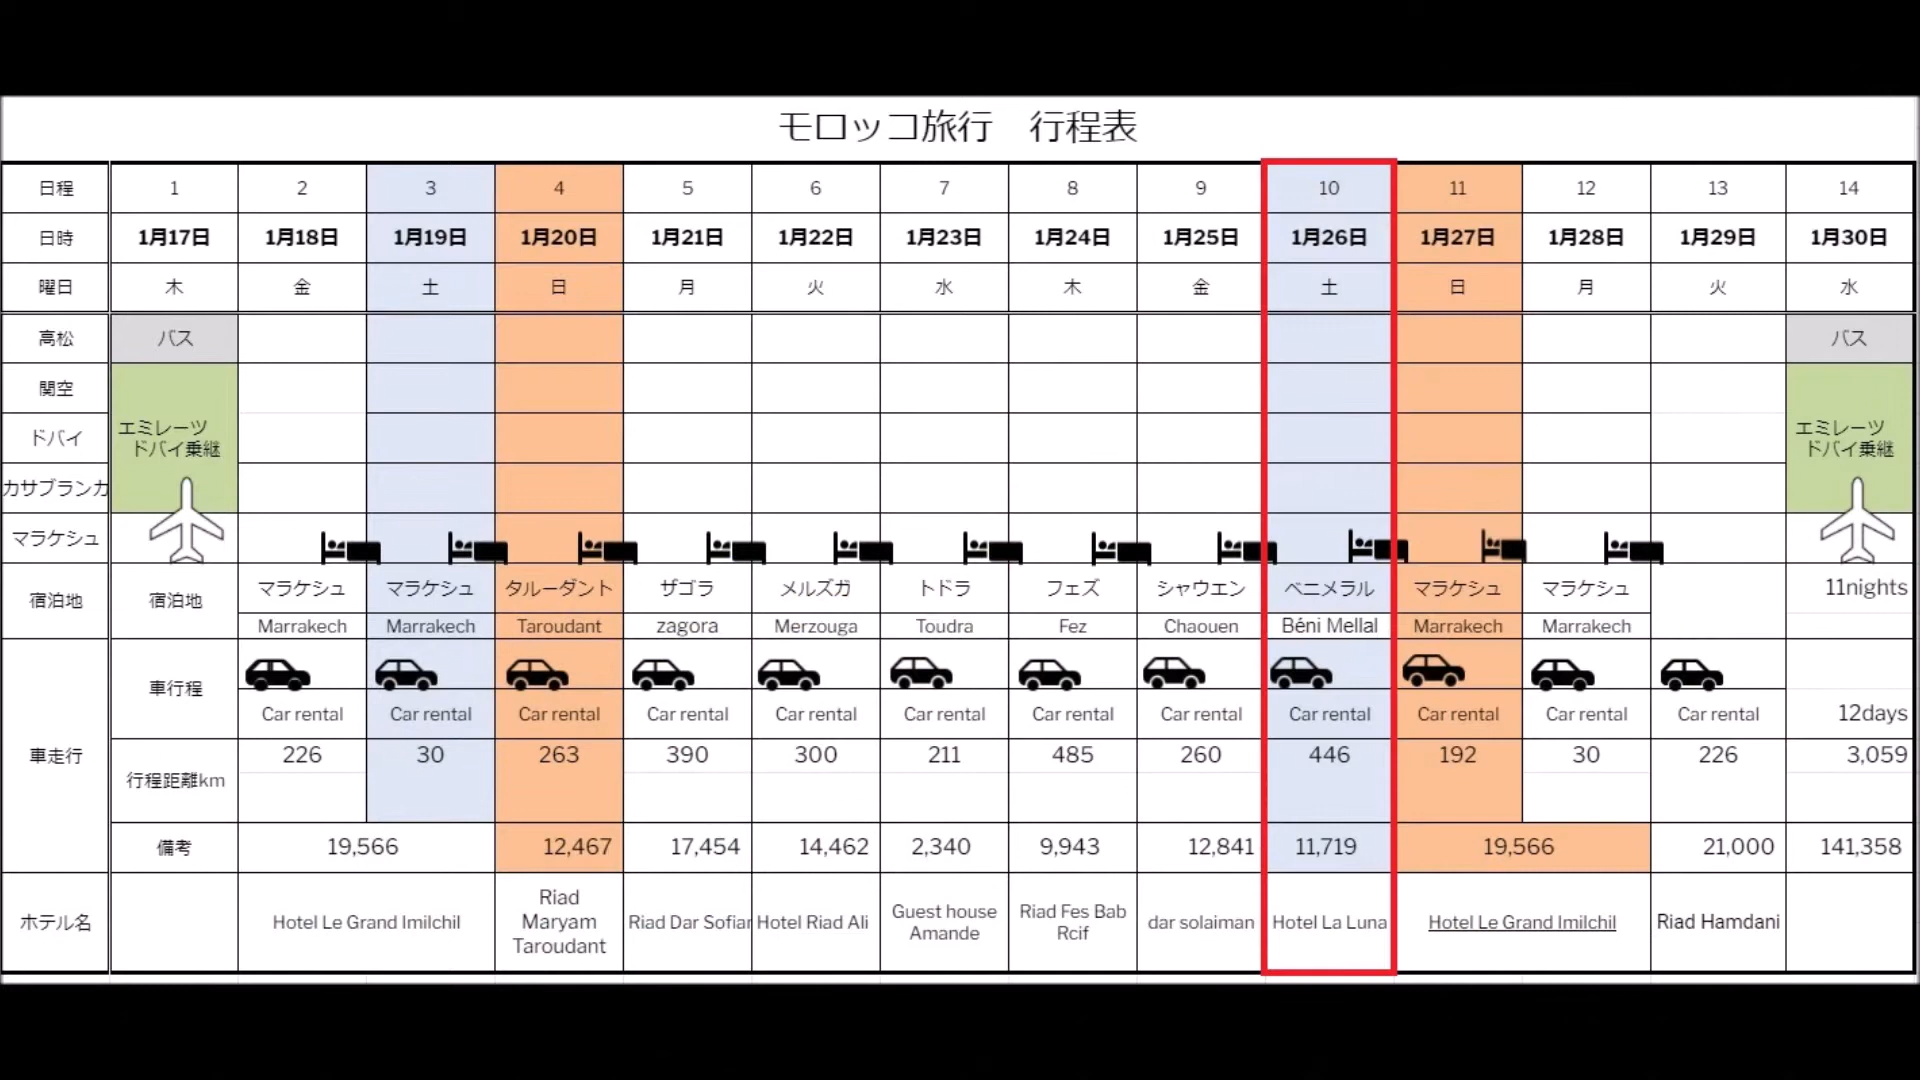 モロッコ旅行　行程表
日程 1 2 3 4 5 6 7 8 9 10 11 12 13 14
日時 1月17日 1月18日 1月19日 1月20日 1月21日 1月22日 1月23日 1月24日 1月25日 1月26日 1月27日 1月28日 1月29日 1月30日
曜日 木 金 土 日 月 火 水 木 金 土 日 月 火 水
高松 バス バス
関空
エミレーツ エミレーツ
ドバイ ドバイ乗継 ドバイ乗継
カサブランカ
マラケシュ
宿泊地 宿泊地 マラケシュ マラケシュ タルーダント ザゴラ メルズガ トドラ フェズ シャウエン ベニメラル マラケシュ マラケシュ 11nights
Marrakech Marrakech Taroudant zagora Merzouga Toudra Fez Chaouen Béni Mellal Marrakech Marrakech
車行程
Car rental Car rental Car rental Car rental Car rental Car rental Car rental Car rental Car rental Car rental Car rental Car rental 12days
車走行 行程距離km 226 30 263 390 300 211 485 260 446 192 30 226 3,059
備考 19,566 12,467 17,454 14,462 2,340 9,943 12,841 11,719 19,566 21,000 141,358
ホテル名 Hotel Le Grand Imilchil Riad Maryam Taroudant Riad Dar Sofian Hotel Riad Ali Guest house Amande Riad Fes Bab Rcif dar solaiman Hotel La Luna Hotel Le Grand Imilchil Riad Hamdani